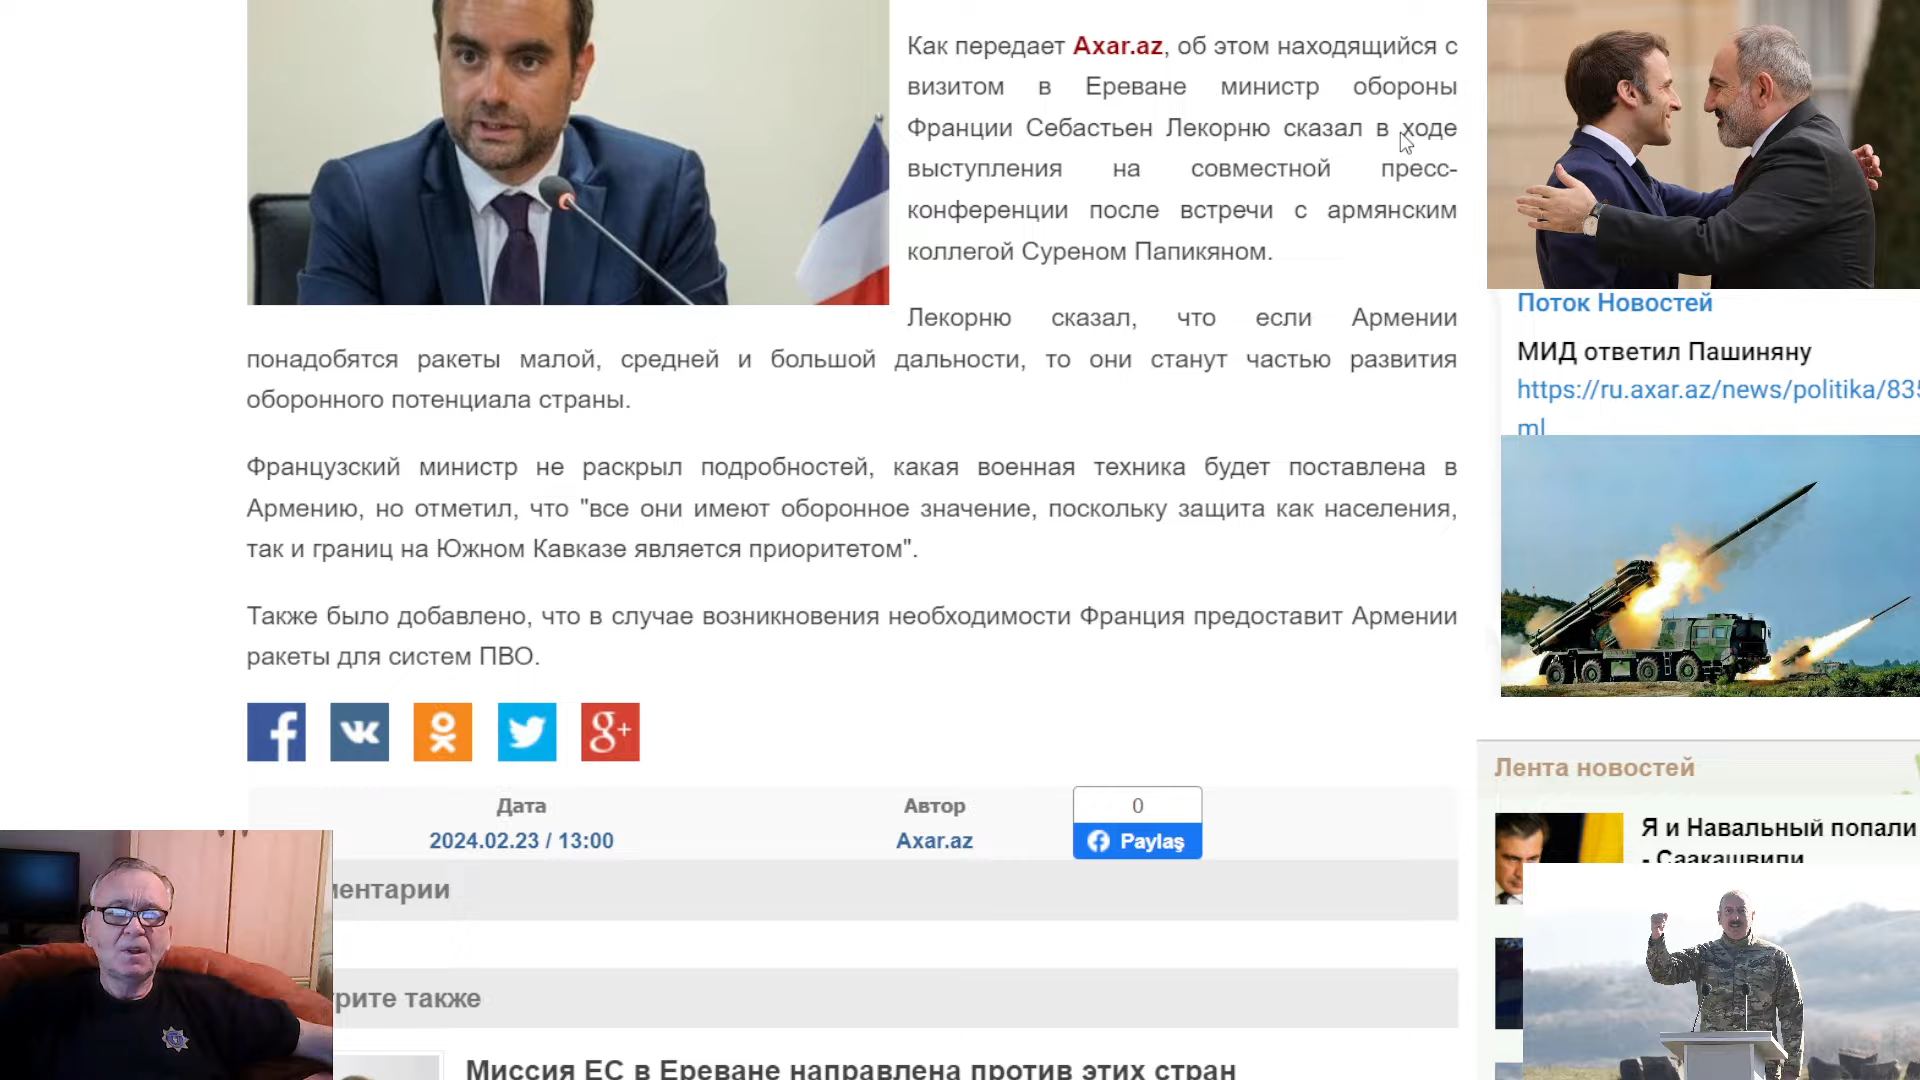 Как передает Axar.az, об этом находящийся с
визитом в Ереване министр обороны
Франции Себастьен Лекорню сказал в ходе
выступления на совместной пресс-
конференции после встречи с армянским
коллегой Суреном Папикяном.
Лекорню сказал, что если Армении
понадобятся ракеты малой, средней и большой дальности, то они станут частью развития
оборонного потенциала страны.
Французский министр не раскрыл подробностей, какая военная техника будет поставлена в
Армению, но отметил, что "все они имеют оборонное значение, поскольку защита как населения,
так и границ на Южном Кавказе является приоритетом".
Также было добавлено, что в случае возникновения необходимости Франция предоставит Армении
ракеты для систем ПВО.
Дата
2024.02.23 / 13:00
Автор
Axar.az
0
Paylaş
ментарии
рите также
Миссия ЕС в Ереване направлена против этих стран
Поток Новостей
МИД ответил Пашиняну
https://ru.axar.az/news/politika/835
ml
Лента новостей
Я и Навальный попали
- Саакашвили